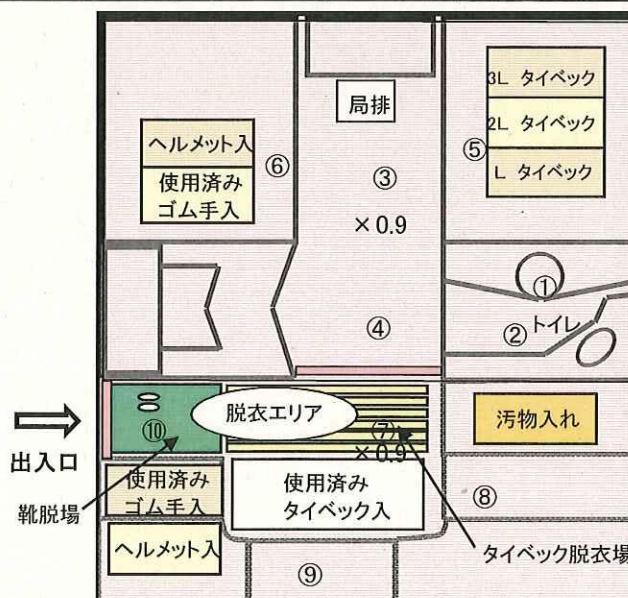 局排
3L タイベック
2L タイベック
L タイベック
⑤
ヘルメット入
使用済み
ゴム手入
⑥
③
×0.9
①
② トイレ
④
出入口
⑩
脱衣エリア
⑦
×0.9
汚物入れ
使用済み
ゴム手入
使用済み
タイベック入
靴脱場
ヘルメット入
⑧
タイベック脱衣場
⑨